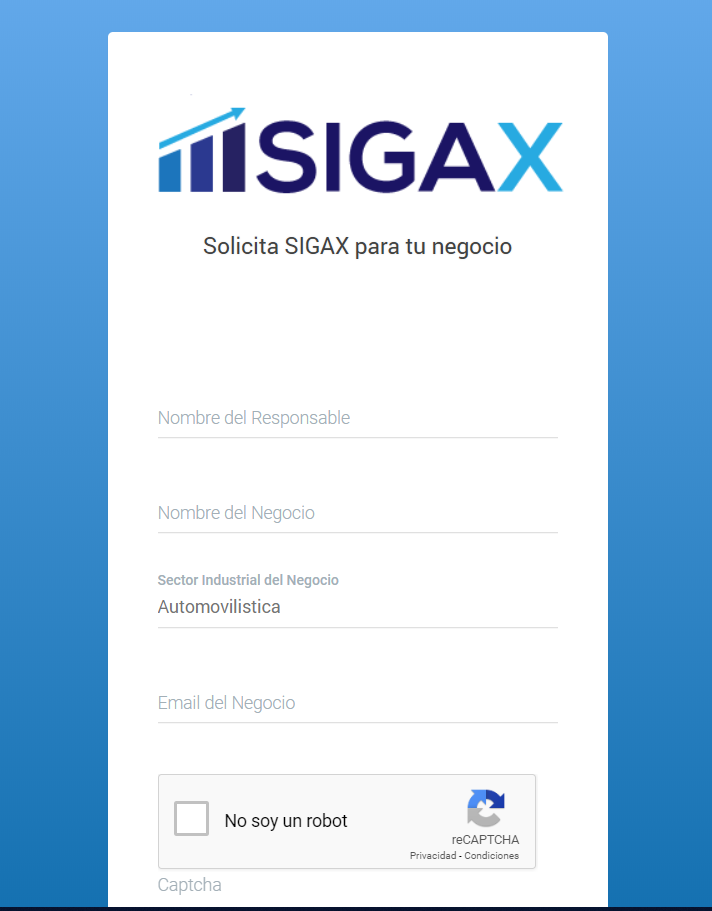 SIGAX
Solicita SIGAX para tu negocio
Nombre del Responsable
Nombre del Negocio
Sector Industrial del Negocio
Automovilistica
Email del Negocio
No soy un robot
reCAPTCHA
Privacidad - Condiciones
Captcha